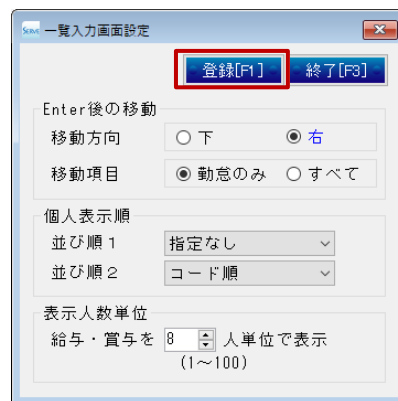 Serve 一覧入力画面設定
登録[F1] 終了[F3]
Enter後の移動
移動方向 下 右
移動項目 勤怠のみ すべて
個人表示順
並び順1 指定なし
並び順2 コード順
表示人数単位
給与・賞与を 8 人単位で表示
(1～100)